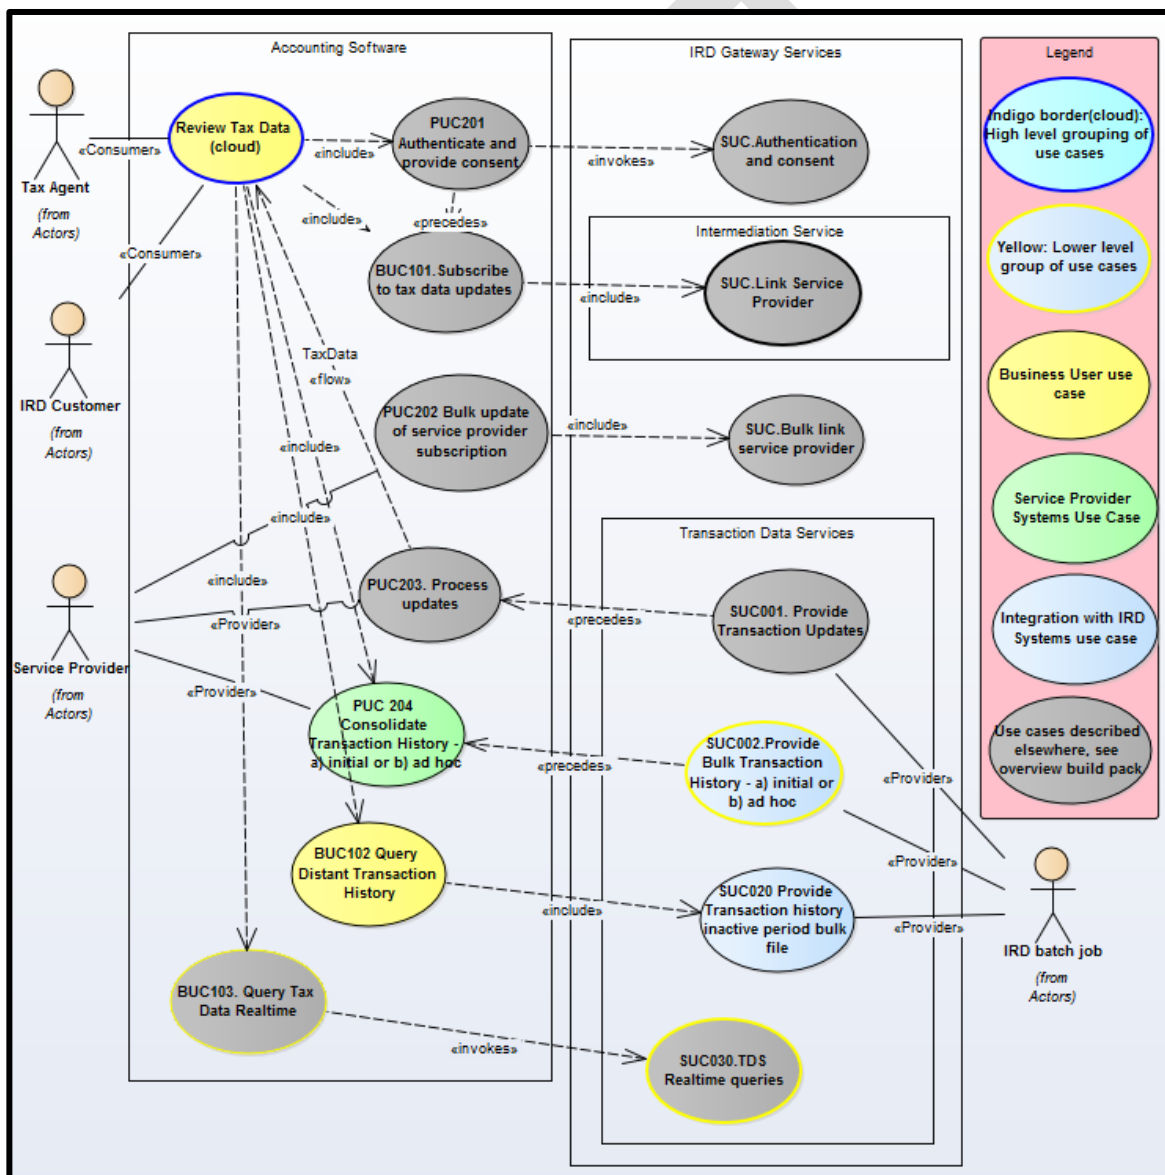 Accounting Software
IRD Gateway Services
Legend
Tax Agent
(from
Actors)
«Consumer»
Review Tax Data
(cloud)
«include»
PUC201
Authenticate and
provide consent
«invokes»
SUC.Authentication
and consent
Indigo border(cloud):
High level grouping of
use cases
«Consumer»
«include»
«precedes»
BUC101.Subscribe
to tax data updates
«include»
Intermediation Service
SUC.Link Service
Provider
Yellow: Lower level
group of use cases
IRD Customer
(from
Actors)
TaxData
«flow»
PUC202 Bulk update
of service provider
subscription
«include»
SUC.Bulk link
service provider
Business User use
case
«include»
«include»
«include»
Service Provider
Systems Use Case
Service Provider
(from
Actors)
Transaction Data Services
PUC203. Process
updates
«Provider»
«precedes»
SUC001. Provide
Transaction Updates
Integration with IRD
Systems use case
«Provider»
PUC 204
Consolidate
Transaction History -
a) initial or b) ad hoc
«precedes»
SUC002.Provide
Bulk Transaction
History - a) initial or
b) ad hoc
«Provider»
Use cases described
elsewhere, see
overview build pack
BUC102 Query
Distant Transaction
History
«include»
SUC020 Provide
Transaction history
inactive period bulk
file
«Provider»
«Provider»
IRD batch job
(from
Actors)
BUC103. Query Tax
Data Realtime
«invokes»
SUC030.TDS
Realtime queries